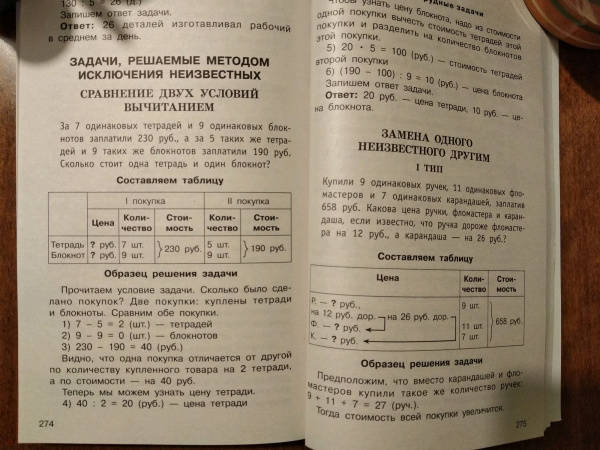 130 : 5 = 26 (д.)
Запишем ответ задачи.
Ответ: 26 деталей изготавливал рабочий
в среднем за день.
ЗАДАЧИ, РЕШАЕМЫЕ МЕТОДОМ
ИСКЛЮЧЕНИЯ НЕИЗВЕСТНЫХ
СРАВНЕНИЕ ДВУХ УСЛОВИЙ
ВЫЧИТАНИЕМ
За 7 одинаковых тетрадей и 9 одинаковых блок-
нотов заплатили 230 руб., а за 5 таких же тетра-
дей и 9 таких же блокнотов заплатили 190 руб.
Сколько стоит одна тетрадь и один блокнот?
Составляем таблицу
I покупка II покупка
Цена Коли-чество Стои-мость Коли-чество Стои-мость
Тетрадь ? руб. 7 шт. 230 руб. 5 шт. 190 руб.
Блокнот ? руб. 9 шт. 9 шт.
Образец решения задачи
Прочитаем условие задачи. Сколько было сде-
лано покупок? Две покупки: куплены тетради
и блокноты. Сравним обе покупки.
1) 7 – 5 = 2 (шт.) — тетрадей
2) 9 – 9 = 0 (шт.) — блокнотов
3) 230 – 190 = 40 (руб.)
Видно, что одна покупка отличается от другой
по количеству купленного товара на 2 тетради,
а по стоимости — на 40 руб.
Теперь мы можем узнать цену тетради.
4) 40 : 2 = 20 (руб.) — цена тетради
274
Чтобы узнать цену блокнота, надо из стоимости
одной покупки вычесть стоимость тетрадей этой
покупки и разделить на количество блокнотов
этой покупки.
5) 20 · 5 = 100 (руб.) — стоимость тетрадей
второй покупки
6) (190 – 100) : 9 = 10 (руб.) — цена блокнота
Запишем ответ задачи.
Ответ: 20 руб. — цена тетради, 10 руб. — це-
на блокнота.
ЗАМЕНА ОДНОГО
НЕИЗВЕСТНОГО ДРУГИМ
I ТИП
Купили 9 одинаковых ручек, 11 одинаковых фло-
мастеров и 7 одинаковых карандашей, заплатив
658 руб. Какова цена ручки, фломастера и каран-
даша, если известно, что ручка дороже фломасте-
ра на 12 руб., а карандаша — на 26 руб.?
Составляем таблицу
Цена Коли-чество Стои-мость
Р. — ? руб., 9 шт.
на 12 руб. дор. на 26 руб. дор. 658 руб.
Ф. — ? руб. 11 шт.
К. — ? руб. 7 шт.
Образец решения задачи
Предположим, что вместо карандашей и фло-
мастеров купили такое же количество ручек:
9 + 11 + 7 = 27 (руч.)
Тогда стоимость всей покупки увеличится.
275